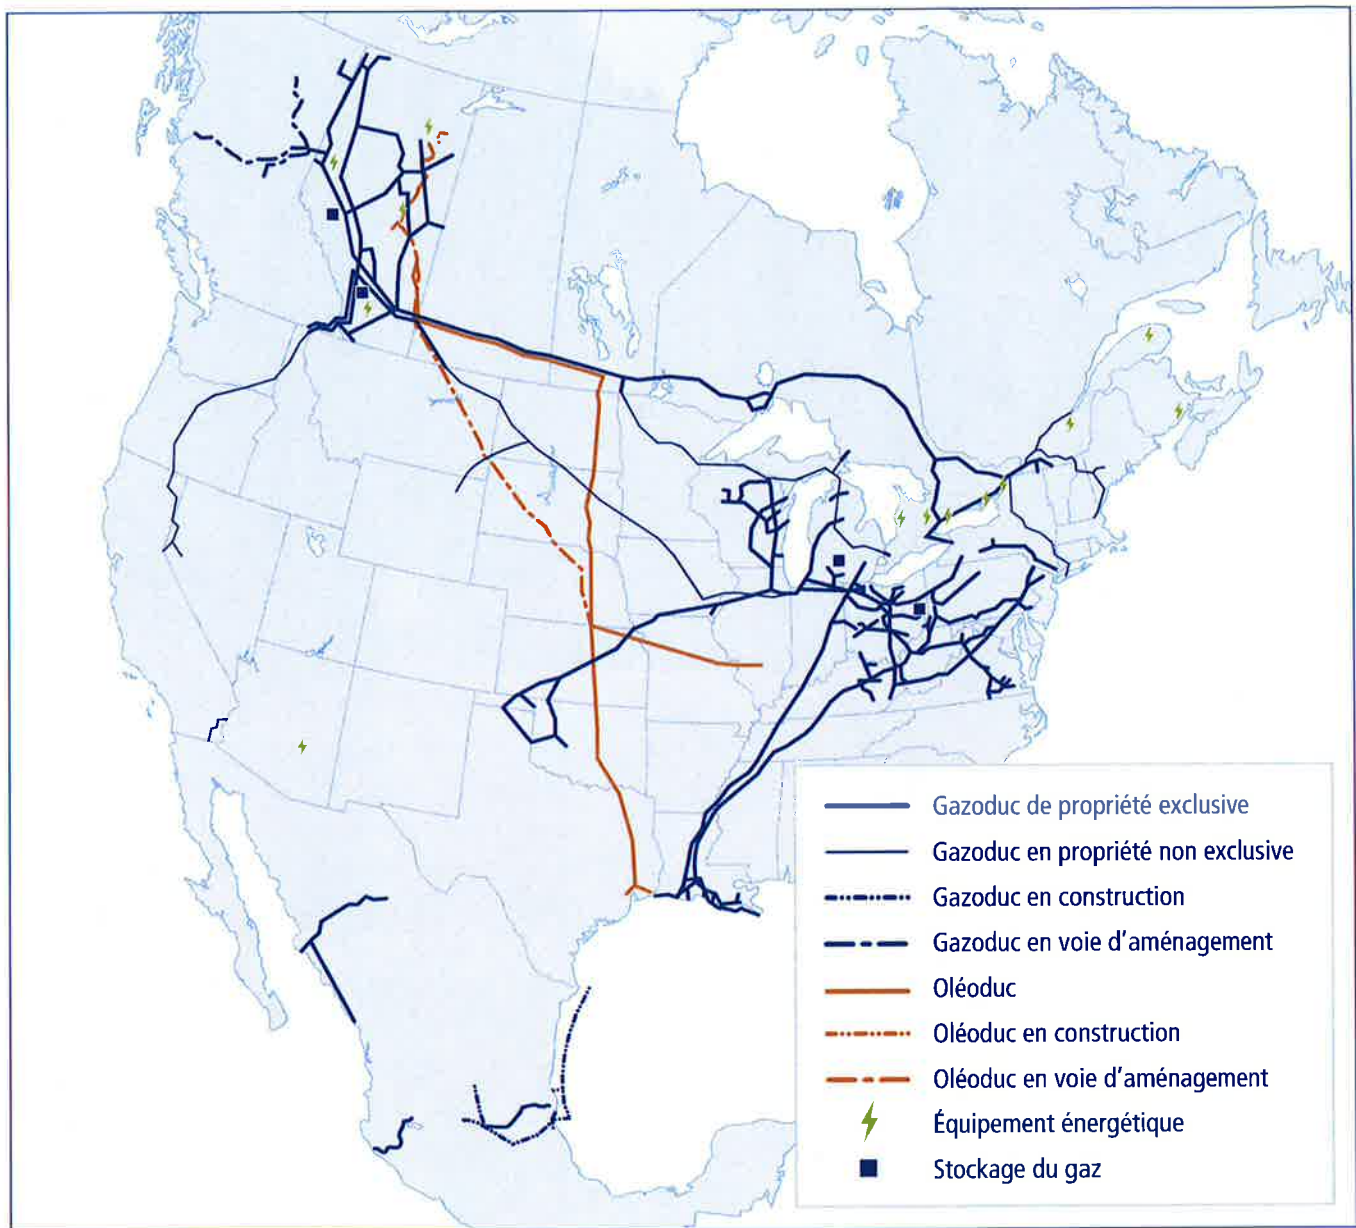 Gazoduc de propriété exclusive
Gazoduc en propriété non exclusive
Gazoduc en construction
Gazoduc en voie d'aménagement
Oléoduc
Oléoduc en construction
Oléoduc en voie d'aménagement
Équipement énergétique
Stockage du gaz